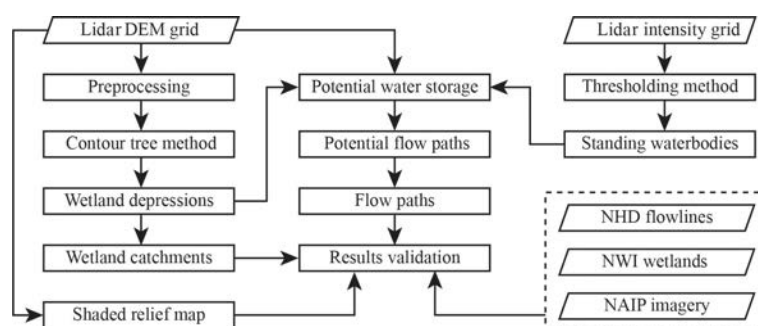 Lidar DEM grid
Lidar intensity grid
Preprocessing
Potential water storage
Thresholding method
Contour tree method
Potential flow paths
Standing waterbodies
Wetland depressions
Flow paths
NHD flowlines
Wetland catchments
Results validation
NWI wetlands
Shaded relief map
NAIP imagery